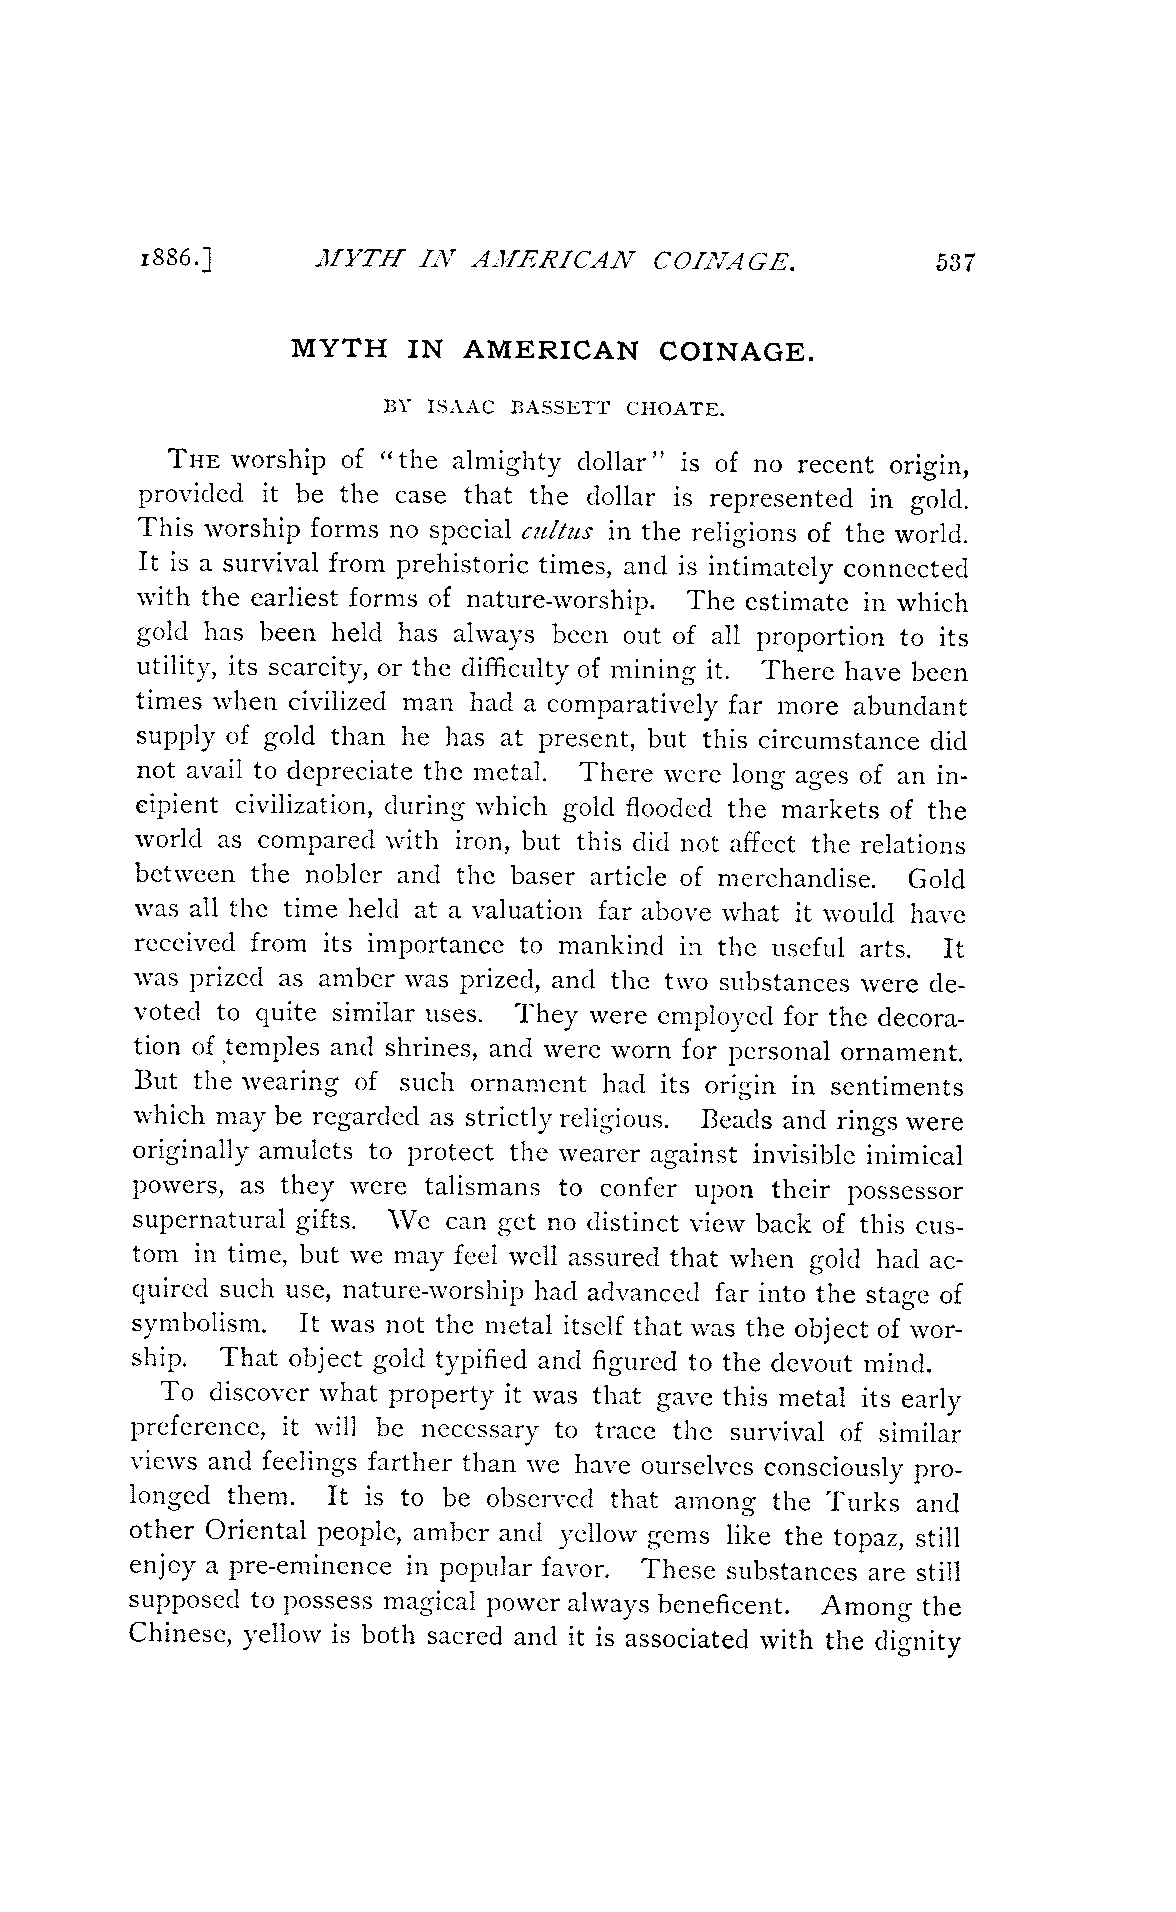 1886.] MYTH IN AMERICAN COINAGE. 537
MYTH IN AMERICAN COINAGE.
BY ISAAC BASSETT CHOATE.
THE worship of "the almighty dollar" is of no recent origin,
provided it be the case that the dollar is represented in gold.
This worship forms no special cultus in the religions of the world.
It is a survival from prehistoric times, and is intimately connected
with the earliest forms of nature-worship. The estimate in which
gold has been held has always been out of all proportion to its
utility, its scarcity, or the difficulty of mining it. There have been
times when civilized man had a comparatively far more abundant
supply of gold than he has at present, but this circumstance did
not avail to depreciate the metal. There were long ages of an in-
cipient civilization, during which gold flooded the markets of the
world as compared with iron, but this did not affect the relations
between the nobler and the baser article of merchandise. Gold
was all the time held at a valuation far above what it would have
received from its importance to mankind in the useful arts. It
was prized as amber was prized, and the two substances were de-
voted to quite similar uses. They were employed for the decora-
tion of temples and shrines, and were worn for personal ornament.
But the wearing of such ornament had its origin in sentiments
which may be regarded as strictly religious. Beads and rings were
originally amulets to protect the wearer against invisible inimical
powers, as they were talismans to confer upon their possessor
supernatural gifts. We can get no distinct view back of this cus-
tom in time, but we may feel well assured that when gold had ac-
quired such use, nature-worship had advanced far into the stage of
symbolism. It was not the metal itself that was the object of wor-
ship. That object gold typified and figured to the devout mind.
To discover what property it was that gave this metal its early
preference, it will be necessary to trace the survival of similar
views and feelings farther than we have ourselves consciously pro-
longed them. It is to be observed that among the Turks and
other Oriental people, amber and yellow gems like the topaz, still
enjoy a pre-eminence in popular favor. These substances are still
supposed to possess magical power always beneficent. Among the
Chinese, yellow is both sacred and it is associated with the dignity